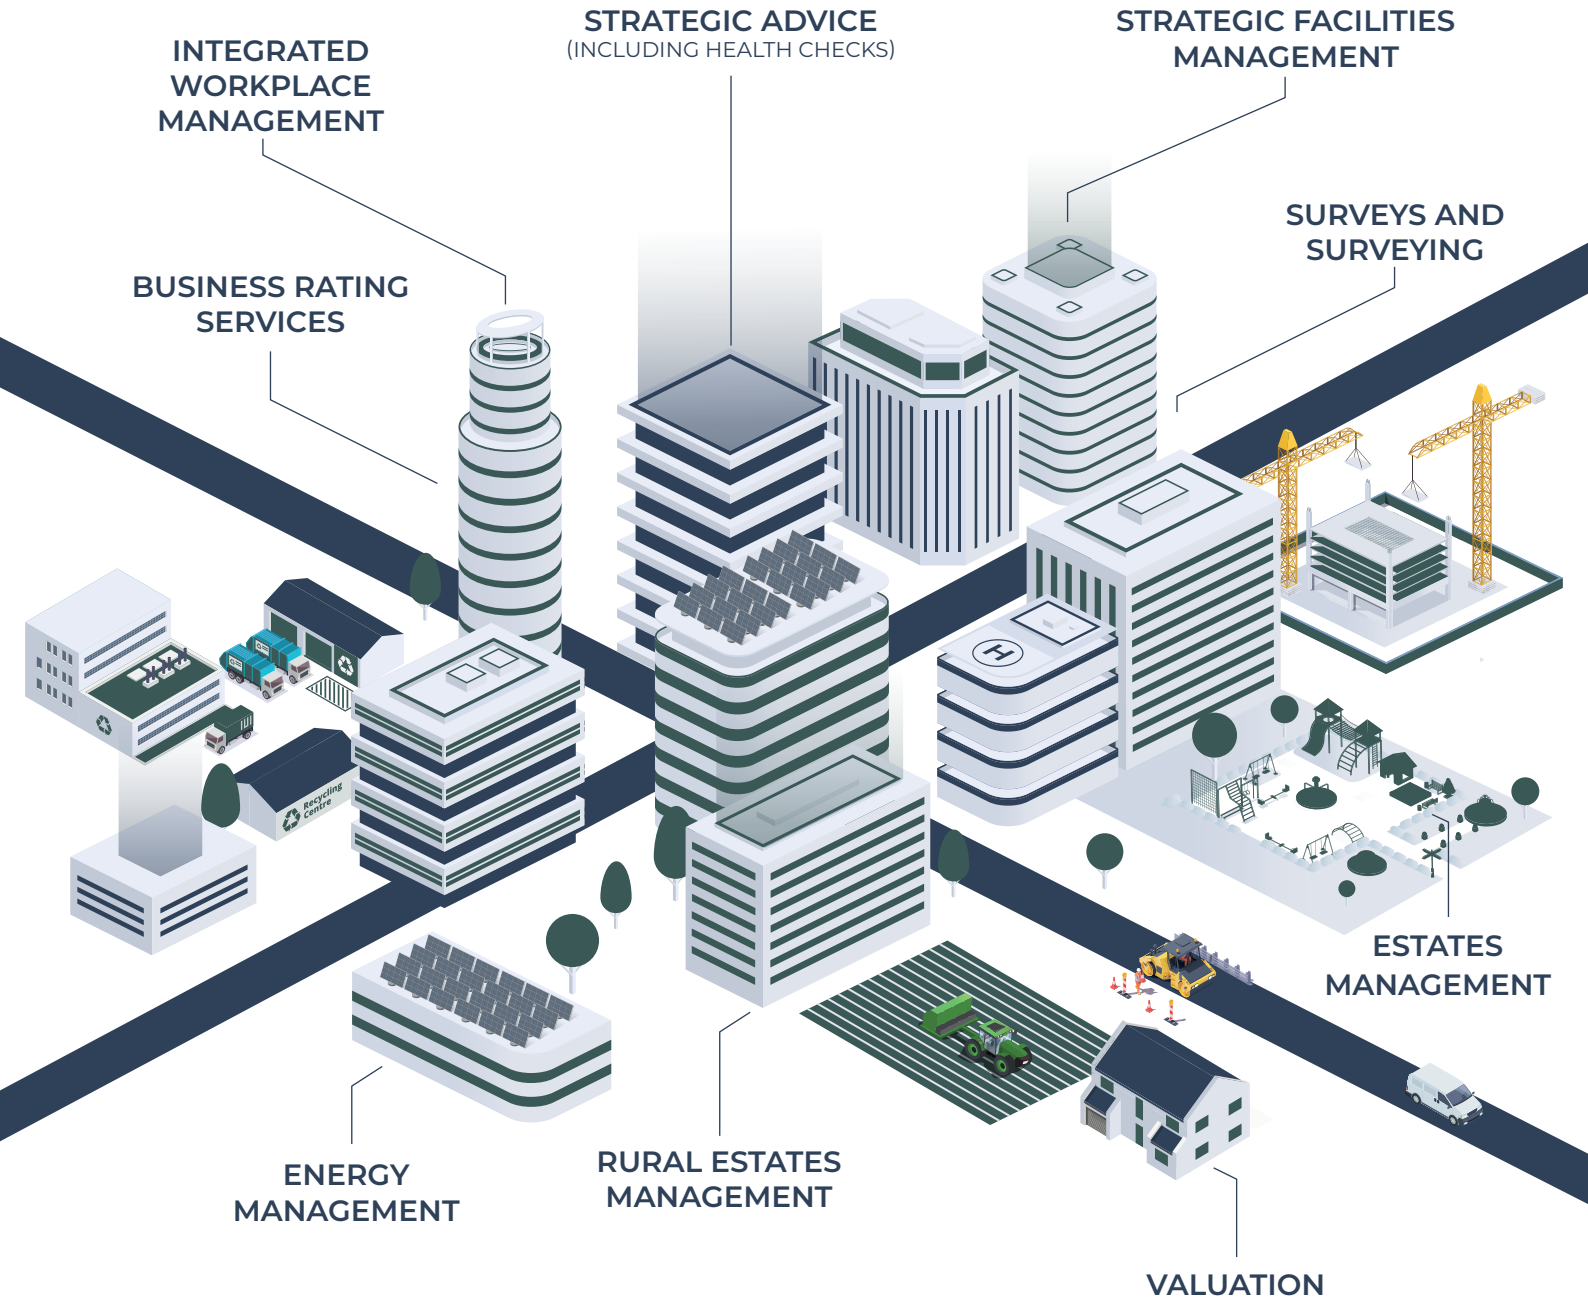 STRATEGIC ADVICE
(INCLUDING HEALTH CHECKS)
STRATEGIC FACILITIES
MANAGEMENT
INTEGRATED
WORKPLACE
MANAGEMENT
SURVEYS AND
SURVEYING
BUSINESS RATING
SERVICES
H
Recycling
Centre
ESTATES
MANAGEMENT
ENERGY
MANAGEMENT
RURAL ESTATES
MANAGEMENT
VALUATION